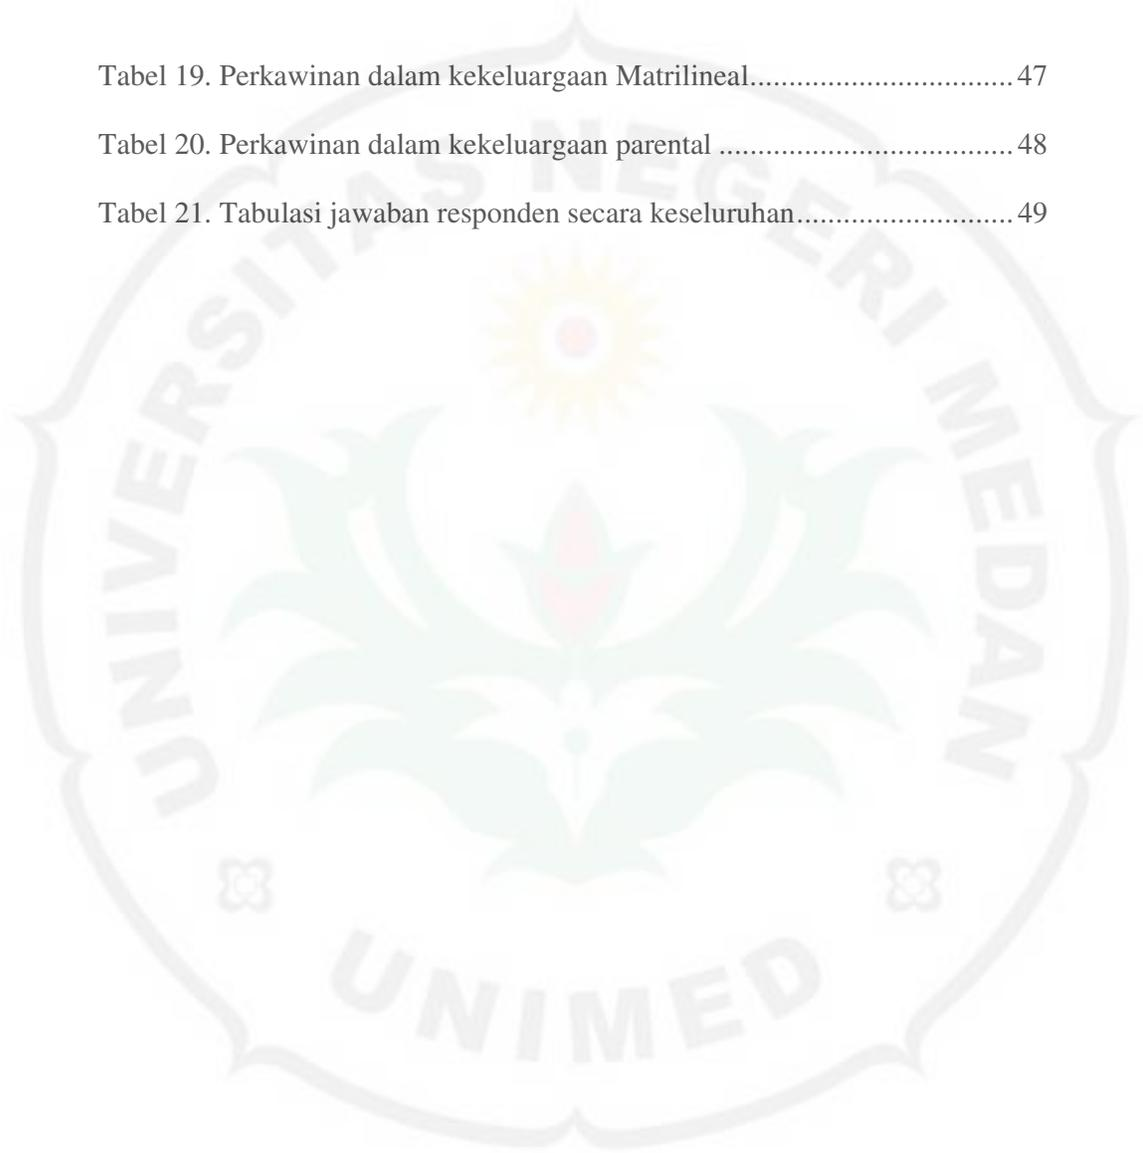 Tabel 19. Perkawinan dalam kekeluargaan Matrilineal.................................. 47
Tabel 20. Perkawinan dalam kekeluargaan parental ...................................... 48
Tabel 21. Tabulasi jawaban responden secara keseluruhan............................ 49
UNIVERSITAS NEGERI MEDAN
UNIMED